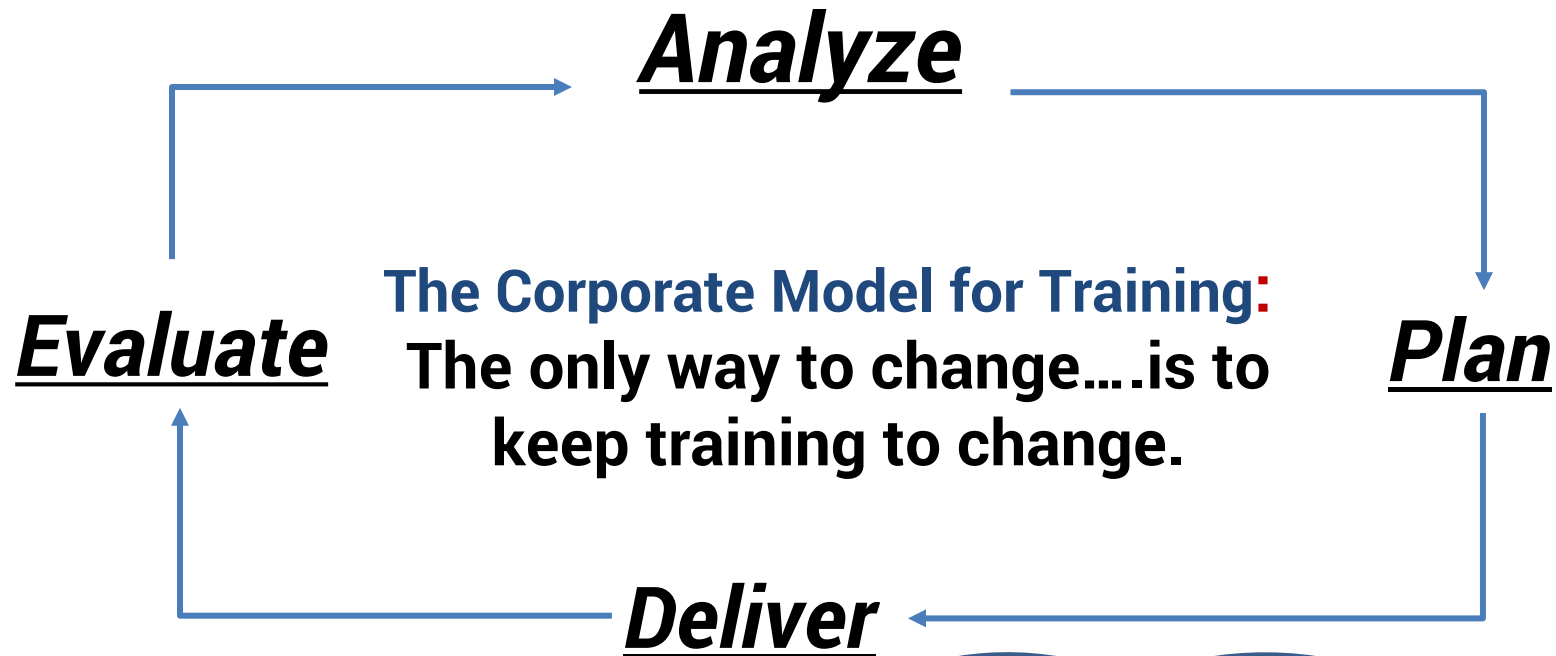 Analyze
The Corporate Model for Training:
Evaluate
The only way to change....is to
Plan
keep training to change.
Deliver